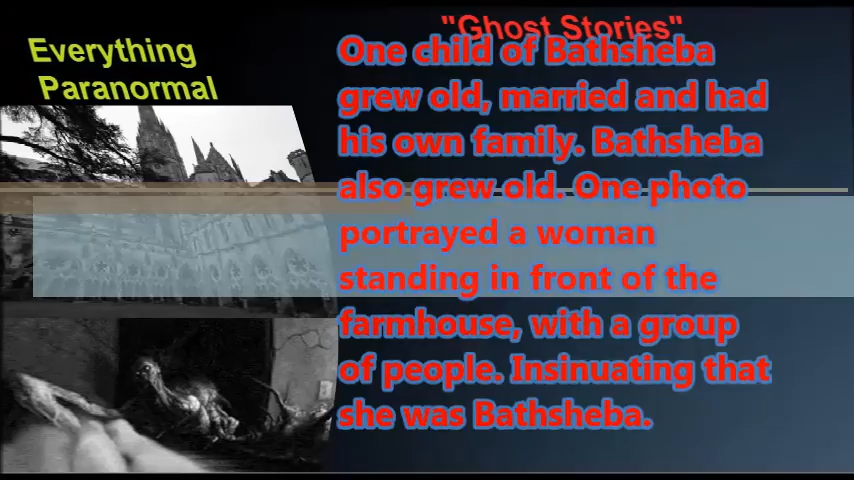 "Ghost Stories"
Everything
Paranormal
One child of Bathsheba
grew old, married and had
his own family. Bathsheba
also grew old. One photo
portrayed a woman
standing in front of the
farmhouse, with a group
of people. Insinuating that
she was Bathsheba.